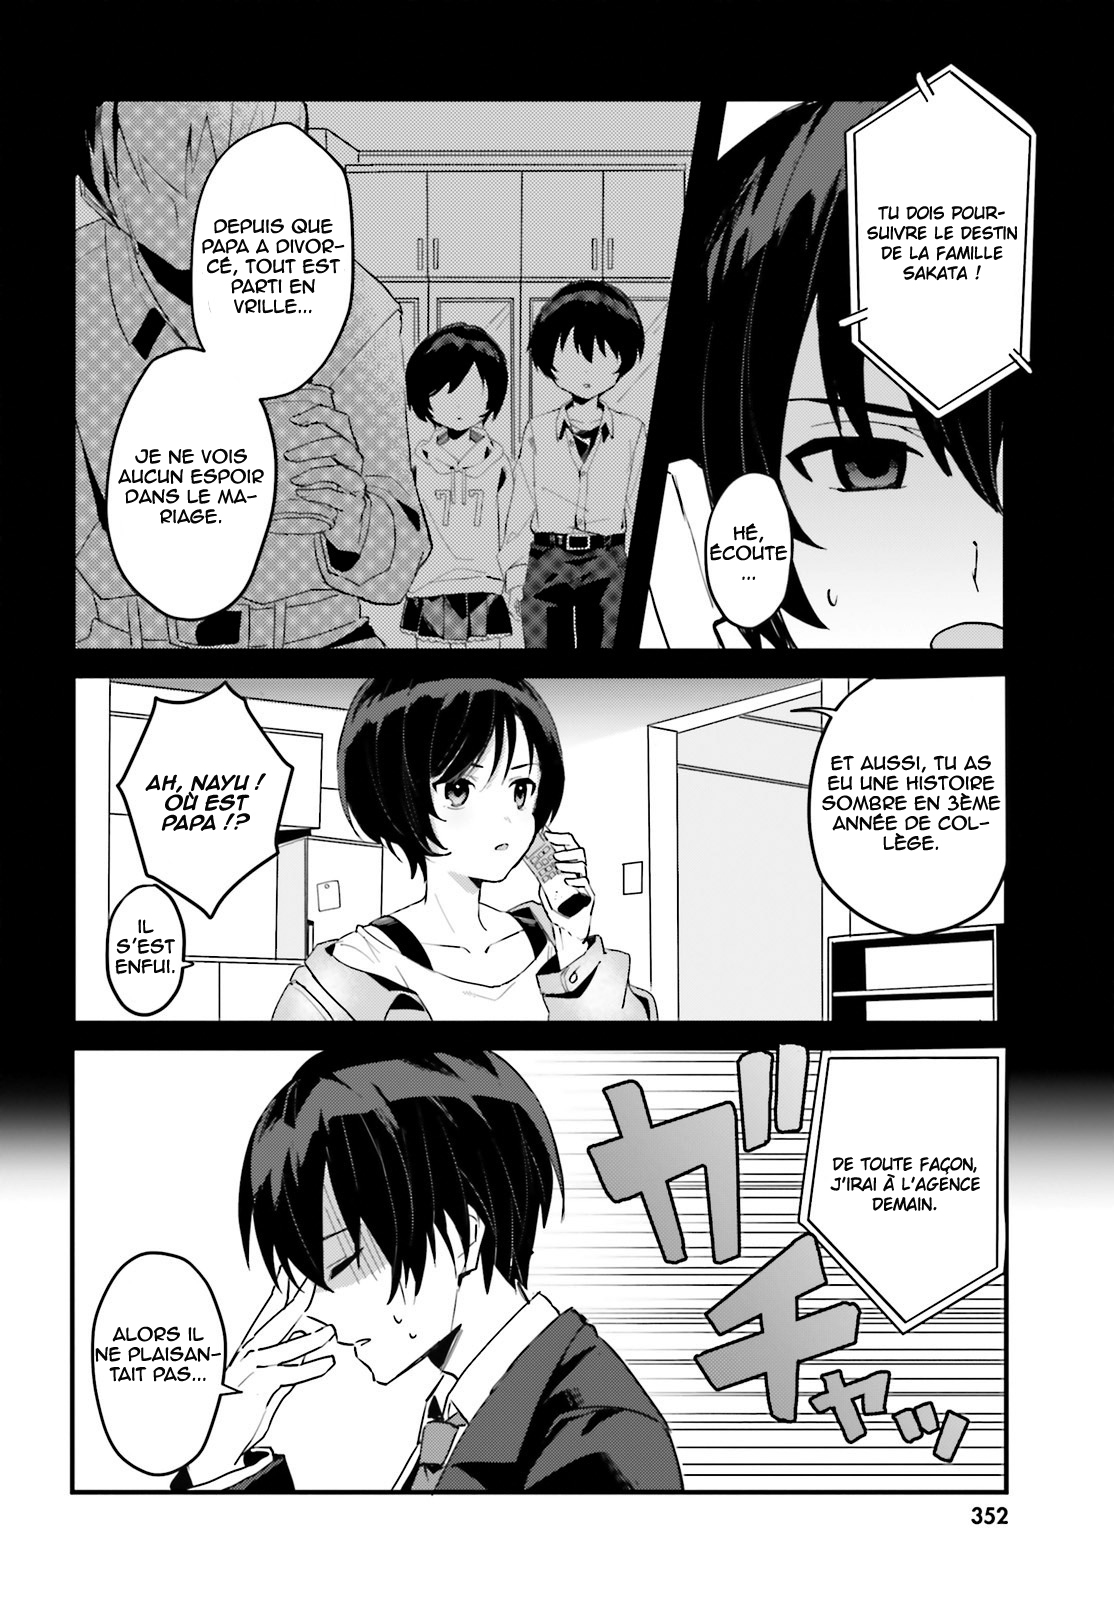 TU DOIS POUR-
SUIVRE LE DESTIN
DE LA FAMILLE
SAKATA !
HÉ,
ÉCOUTE
...
DEPUIS QUE
PAPA A DIVOR-
CÉ, TOUT EST
PARTI EN
VRILLE...
JE NE VOIS
AUCUN ESPOIR
DANS LE MA-
RIAGE.
77
ET AUSSI, TU AS
EU UNE HISTOIRE
SOMBRE EN 3ÈME
ANNÉE DE COL-
LÈGE.
AH, NAYU !
OÙ EST
PAPA !?
IL
S'EST
ENFUI.
DE TOUTE FAÇON,
J'IRAI À L'AGENCE
DEMAIN.
ガチャッ
ALORS IL
NE PLAISAN-
TAIT PAS...
352